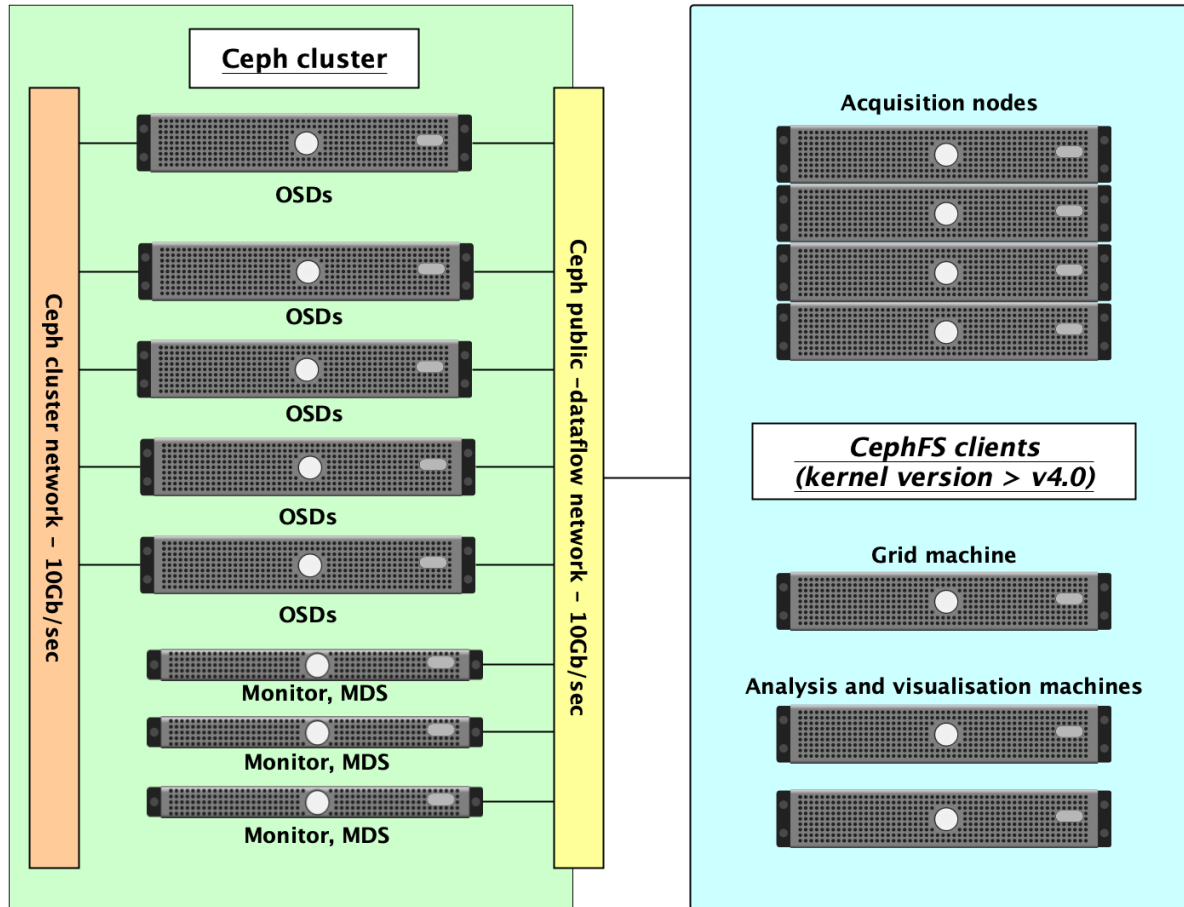 Ceph cluster
Ceph cluster network - 10Gb/sec
OSDs
OSDs
OSDs
OSDs
OSDs
Monitor, MDS
Monitor, MDS
Monitor, MDS
Ceph public -dataflow network - 10Gb/sec
Acquisition nodes
CephFS clients
(kernel version > v4.0)
Grid machine
Analysis and visualisation machines